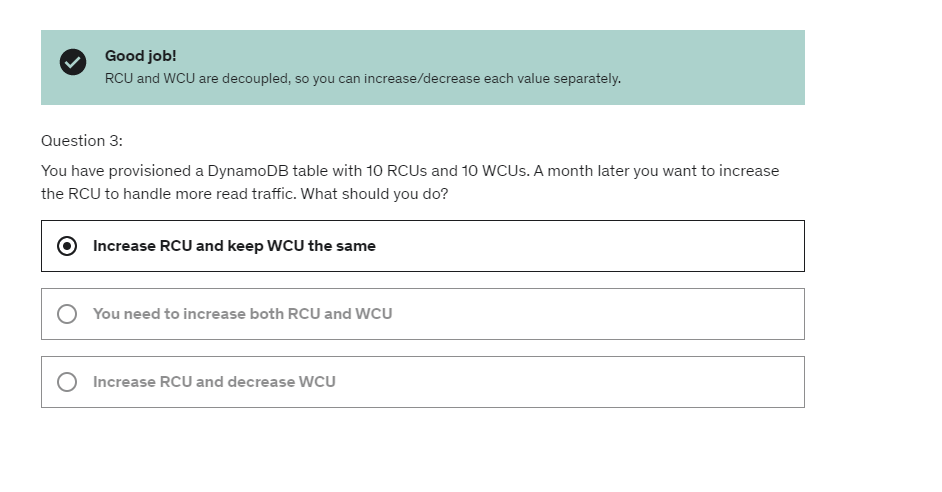 Good job!
RCU and WCU are decoupled, so you can increase/decrease each value separately.
Question 3:
You have provisioned a DynamoDB table with 10 RCUs and 10 WCUs. A month later you want to increase
the RCU to handle more read traffic. What should you do?
Increase RCU and keep WCU the same
You need to increase both RCU and WCU
Increase RCU and decrease WCU